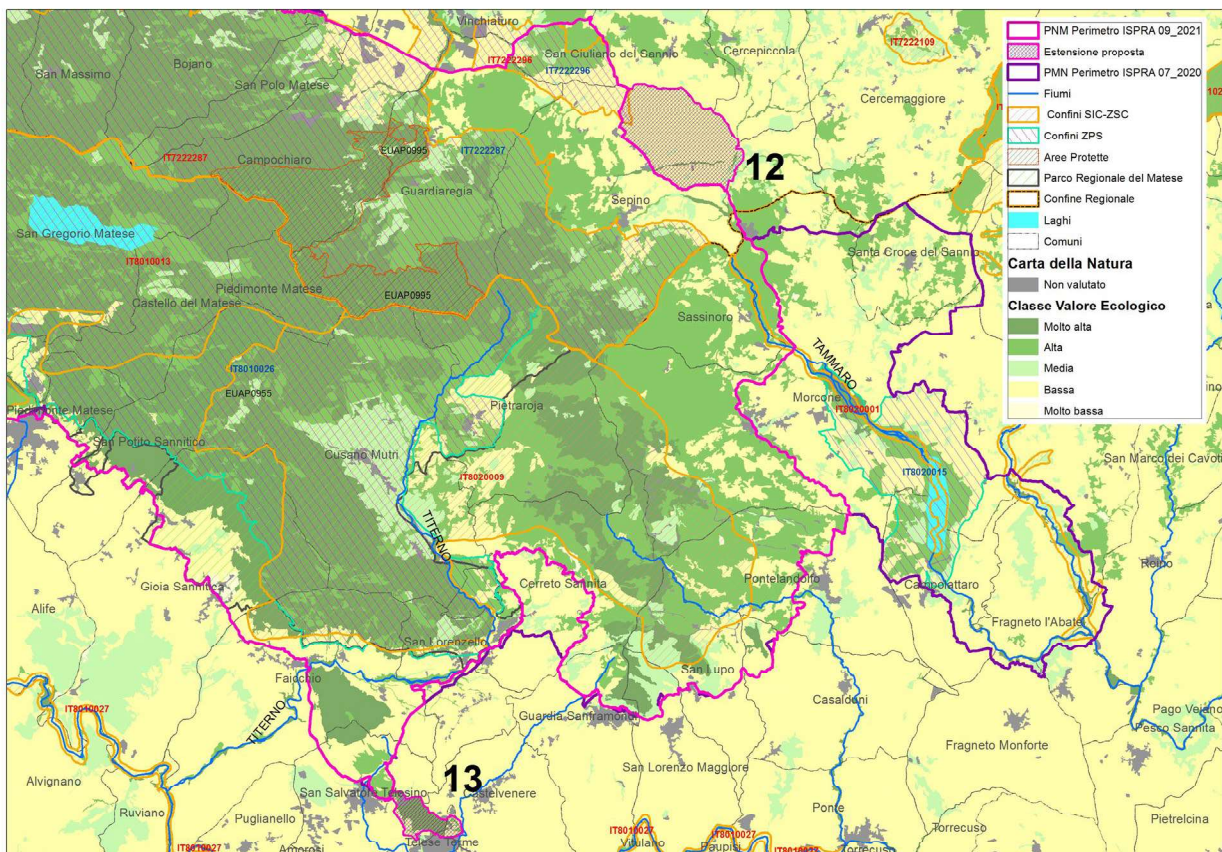 Vinchiaturo
PNM Perimetro ISPRA 09_2021
Estensione proposta
PMN Perimetro ISPRA 07_2020
Fiumi
Confini SIC-ZSC
Confini ZPS
Aree Protette
Parco Regionale del Matese
Confine Regionale
Laghi
Comuni
Carta della Natura
Non valutato
Classe Valore Ecologico
Molto alta
Alta
Media
Bassa
Molto bassa
San Giuliano del Sannio
Cercepiccola
IT7222109
IT7222296
IT7222296
Bojano
San Massimo
San Polo Matese
Cercemaggiore
EUAP0995
IT7222287
IT7222287
Campochiaro
12
Guardiaregia
Sepino
San Gregorio Matese
Santa Croce del Sannio
IT8010013
Piedimonte Matese
EUAP0995
Castello del Matese
Sassinoro
TAMMARO
IT8010026
EUAP0955
Pietraroja
Morcone
IT8020001
Piedimonte Matese
San Potito Sannitico
Cusano Mutri
San Marco dei Cavoti
IT8020009
IT8020015
TITERNO
Cerreto Sannita
Pontelandolfo
Campolattaro
Reino
Gioia Sannitica
Alife
Fragneto l'Abate
San Lorenzello
San Lupo
Faicchio
Casalduni
IT8010027
TITERNO
Guardia Sanframondi
Pago Veiano
Pesco Sannita
Fragneto Monforte
Alvignano
San Lorenzo Maggiore
13
San Salvatore Telesino
Castelvenere
Ruviano
Puglianello
Ponte
Torrecuso
Pietrelcina
IT8010027
Amorosi
Telese Terme
IT8010027
Vitulano
IT8010027
Paupisi
IT8010027
Torrecuso